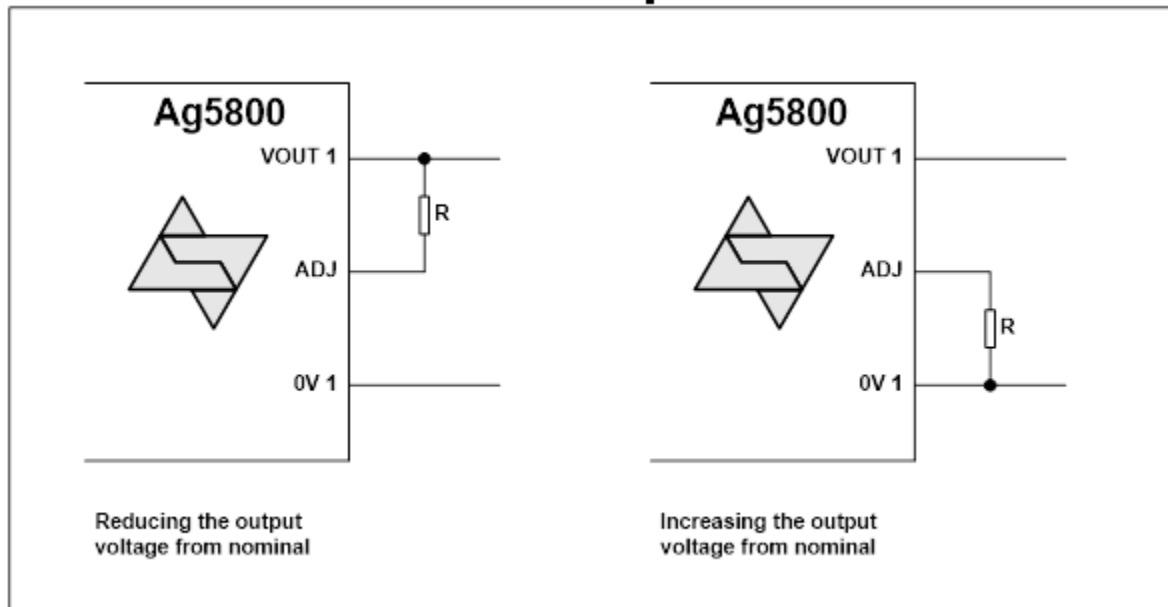 Ag5800
VOUT 1
R
ADJ
0V 1
Reducing the output
voltage from nominal
Ag5800
VOUT 1
ADJ
R
0V 1
Increasing the output
voltage from nominal